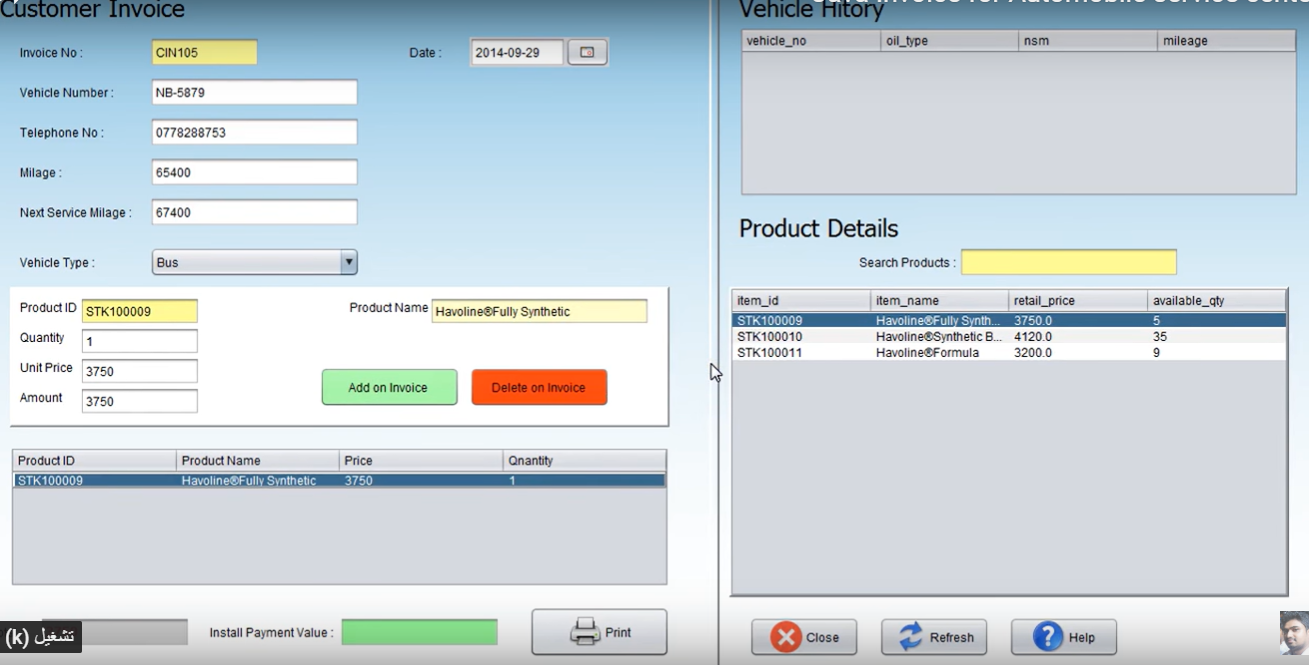 Customer Invoice
Invoice No :
CIN105
Date :
2014-09-29
Vehicle Number :
NB-5879
Telephone No :
0778288753
Milage :
65400
Next Service Milage :
67400
Vehicle Type :
Bus
Product ID
STK100009
Product Name
Havoline®Fully Synthetic
Quantity
1
Unit Price
3750
Amount
3750
Add on Invoice
Delete on Invoice
Product ID Product Name Price Qnantity
STK100009 Havoline®Fully Synthetic 3750 1
تشغيل (k)
Install Payment Value :
Print
Vehicle Hitory
vehicle_no oil_type nsm mileage
Product Details
Search Products :
item_id item_name retail_price available_qty
STK100009 Havoline®Fully Synth... 3750.0 5
STK100010 Havoline®Synthetic B... 4120.0 35
STK100011 Havoline®Formula 3200.0 9
Close
Refresh
Help